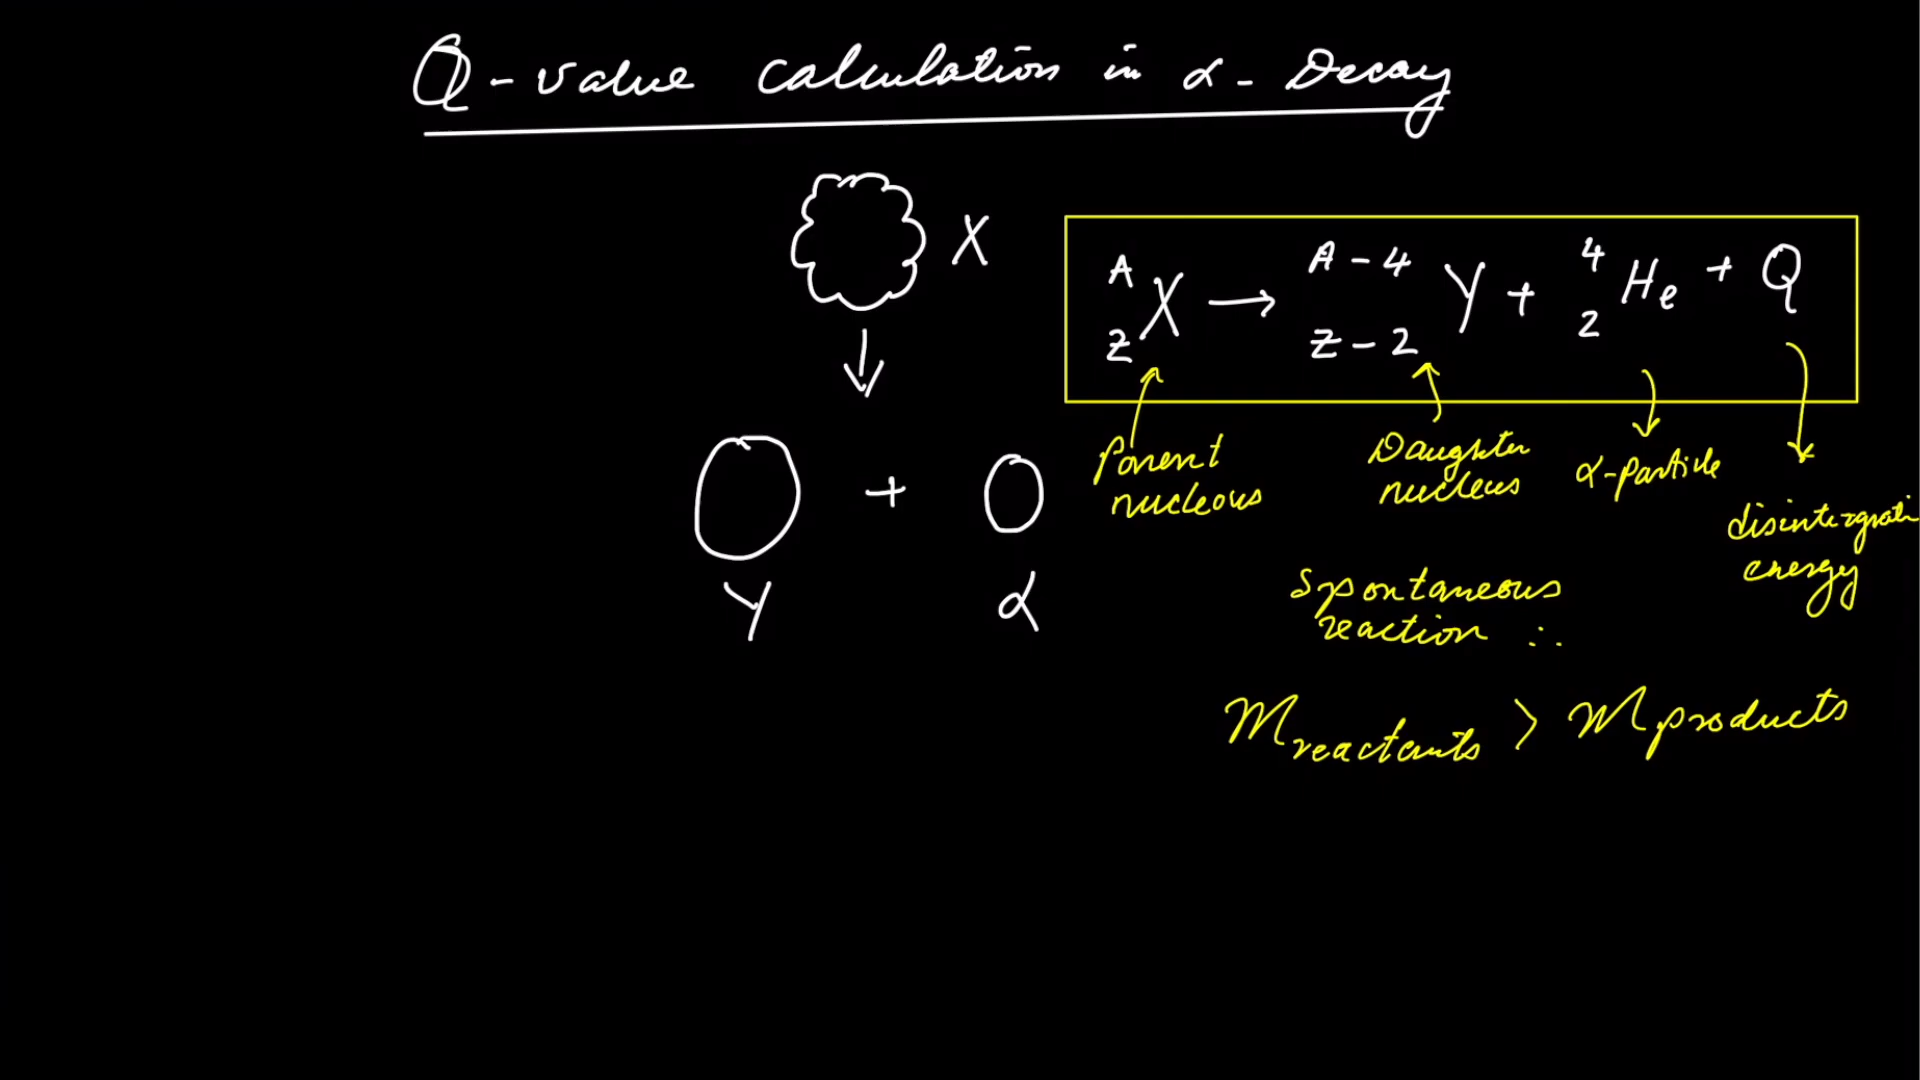 Q-value calculation in α-Decay
X
A A-4 4
X → Y + He + Q
Z Z-2 2
Parent
nucleous
Daughter
nucleus
α-particle
disintergrati
energy
+
Y α
Spontaneous
reaction ∴
M reactants > M products